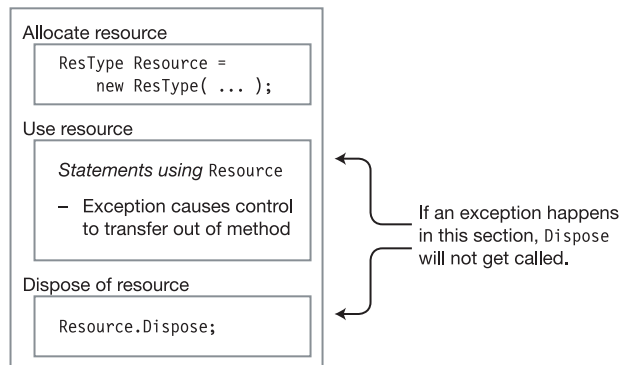 Allocate resource
ResType Resource =
new ResType( ... );
Use resource
Statements using Resource
– Exception causes control
to transfer out of method
If an exception happens
in this section, Dispose
will not get called.
Dispose of resource
Resource.Dispose;